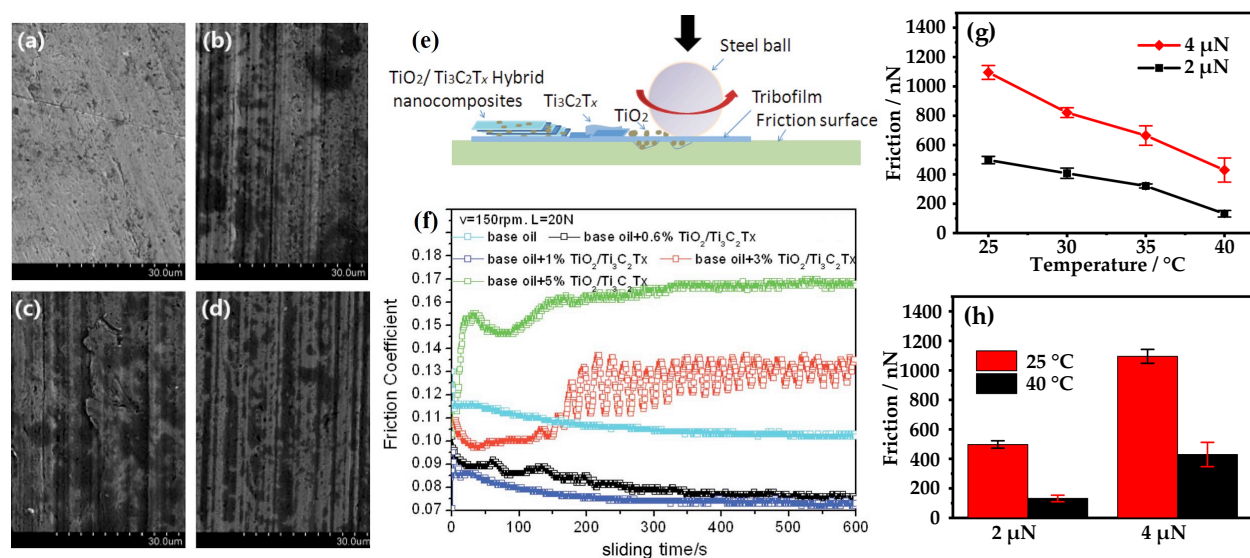 (a)
30.0um
(b)
30.0um
(c)
30.0um
(d)
30.0um
(e)
Steel ball
TiO2/ Ti3C2Tx Hybrid
nanocomposites
Ti3C2Tx
TiO2
Tribofilm
Friction surface
(f)
v=150rpm. L=20N
base oil
base oil+0.6% TiO2/Ti3C2Tx
base oil+1% TiO2/Ti3C2Tx
base oil+3% TiO2/Ti3C2Tx
base oil+5% TiO2/Ti3C2Tx
Friction Coefficient
0.17
0.16
0.15
0.14
0.13
0.12
0.11
0.10
0.09
0.08
0.07
0 100 200 300 400 500 600
sliding time/s
(g)
4 μN
2 μN
Friction / nN
1400
1200
1000
800
600
400
200
0
25 30 35 40
Temperature / °C
(h)
25 °C
40 °C
Friction / nN
1400
1200
1000
800
600
400
200
0
2 μN 4 μN